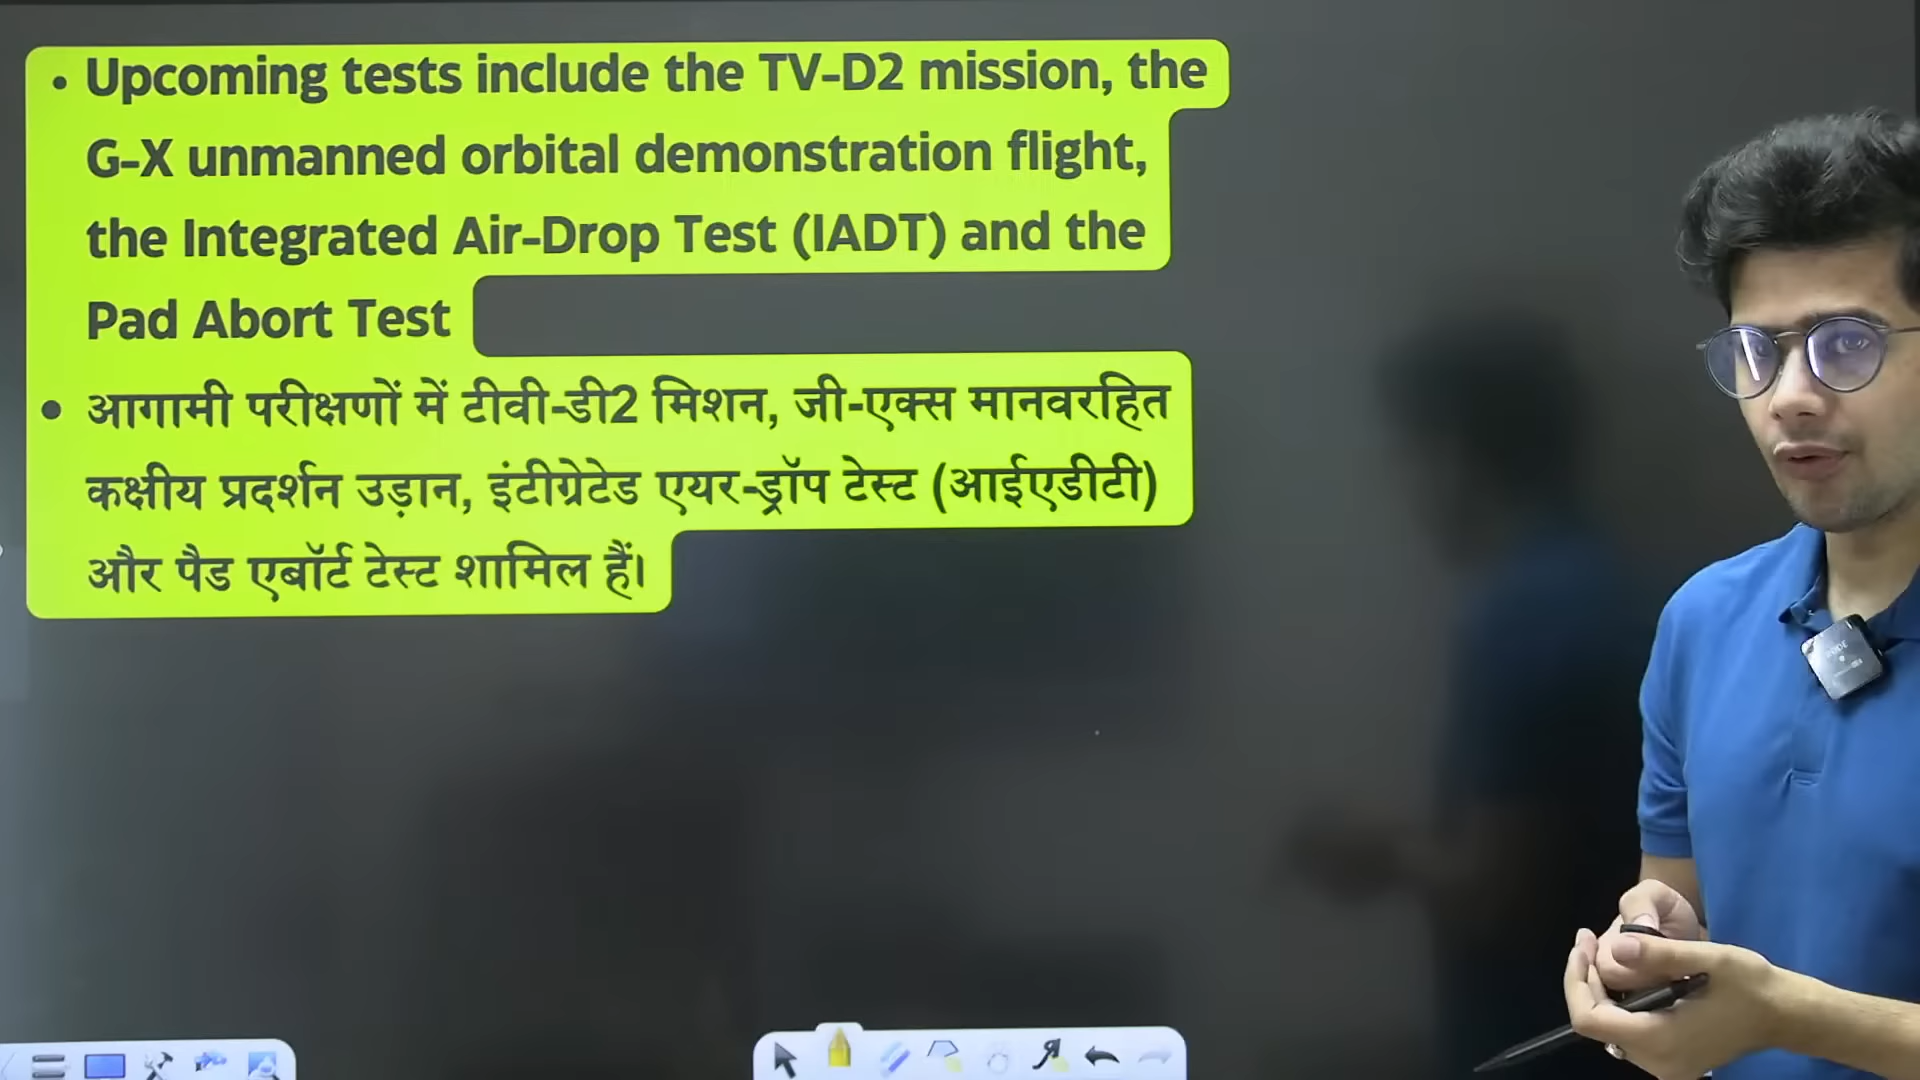 • Upcoming tests include the TV-D2 mission, the
G-X unmanned orbital demonstration flight,
the Integrated Air-Drop Test (IADT) and the
Pad Abort Test
• आगामी परीक्षणों में टीवी-डी2 मिशन, जी-एक्स मानवरहित
कक्षीय प्रदर्शन उड़ान, इंटीग्रेटेड एयर-ड्रॉप टेस्ट (आईएडीटी)
और पैड एबॉर्ट टेस्ट शामिल हैं।